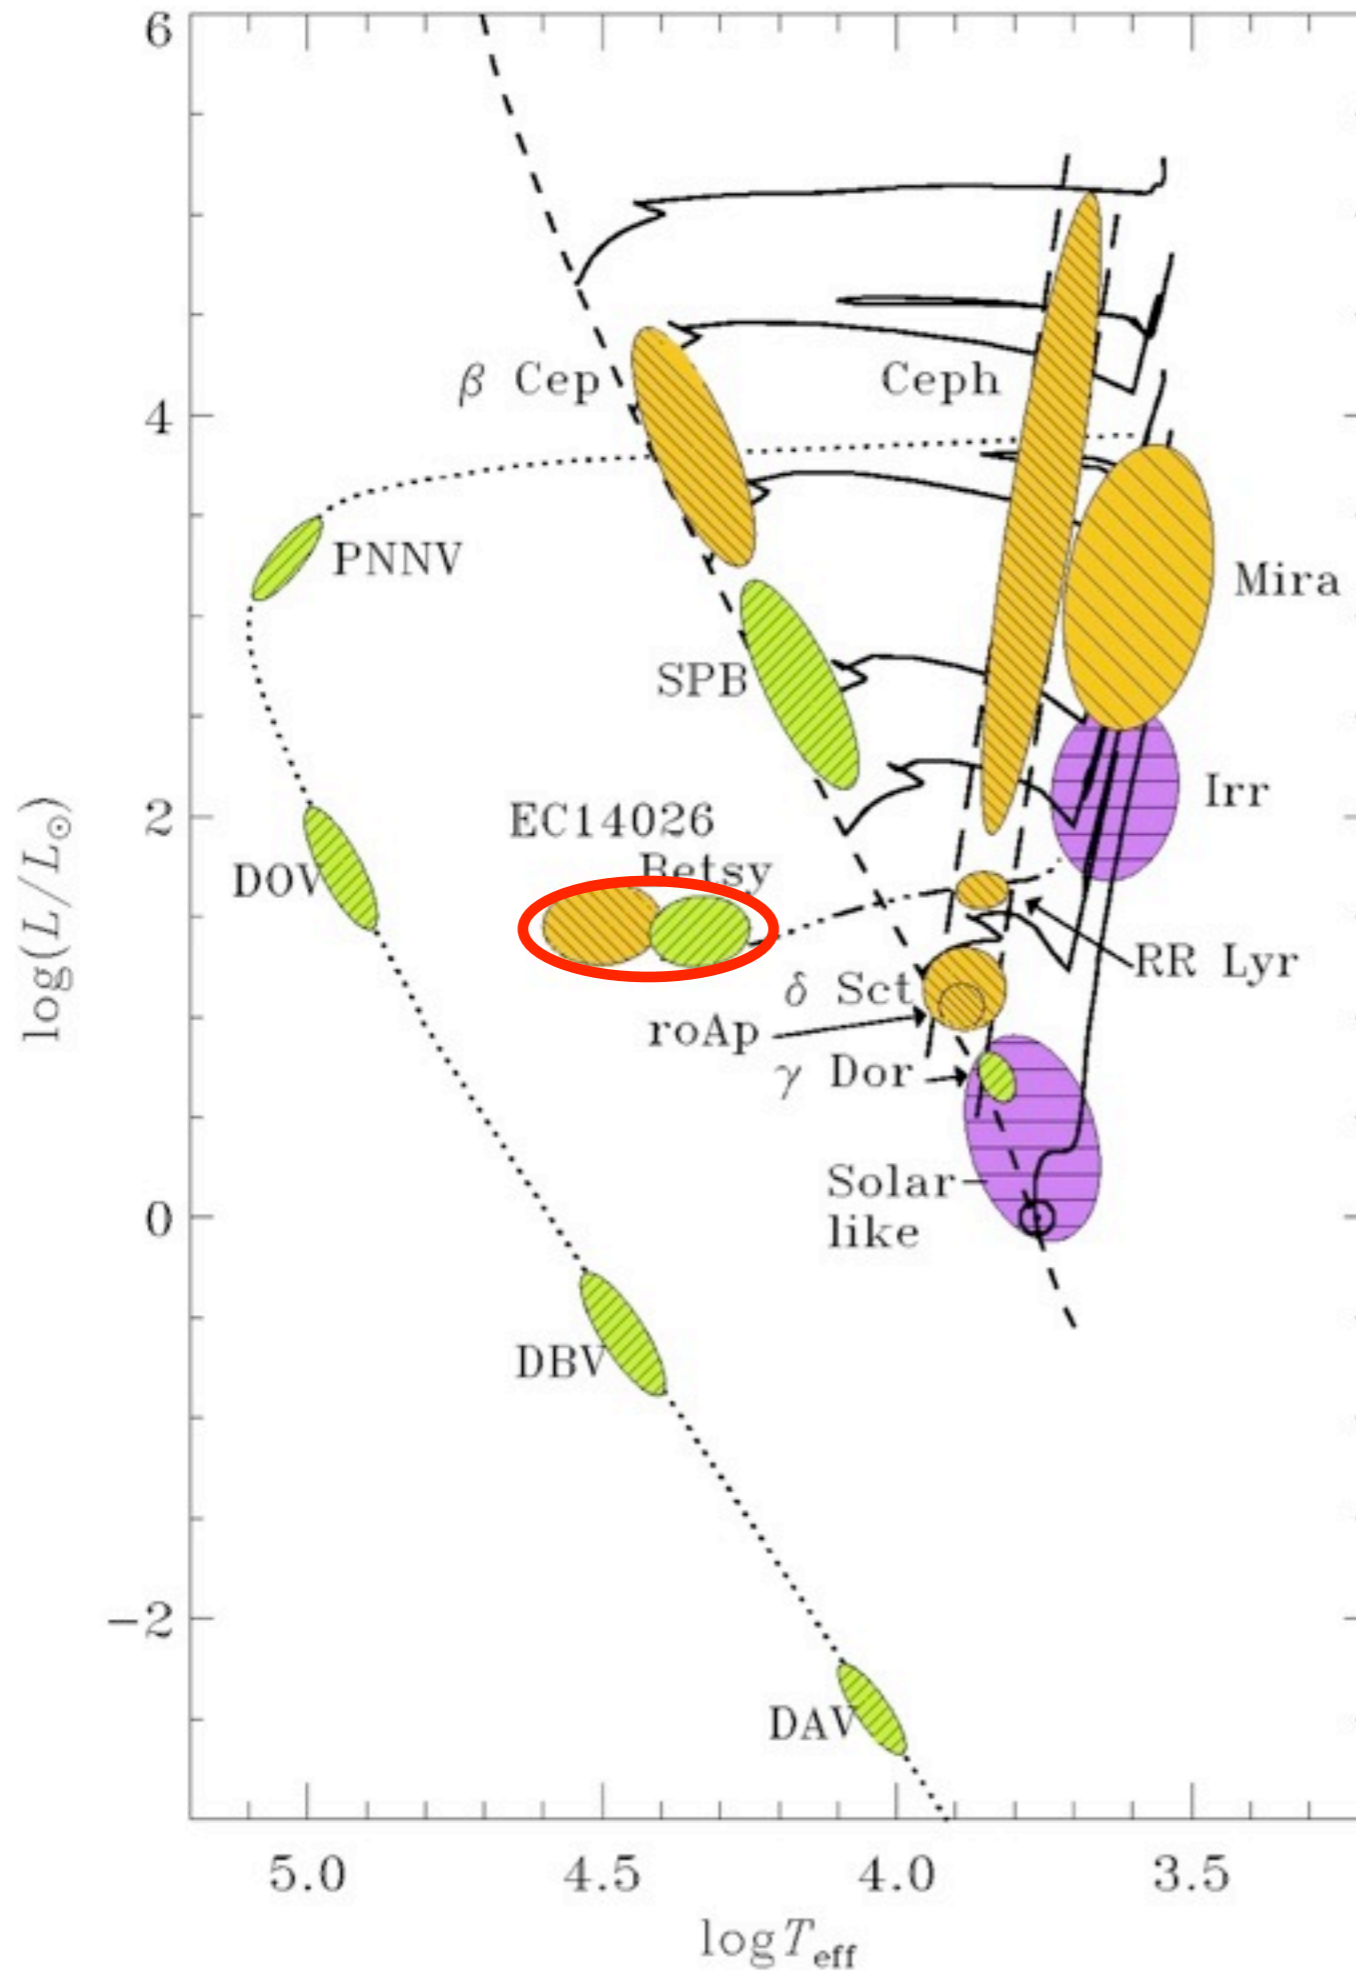 6
β Cep
Ceph
4
PNNV
Mira
SPB
Irr
2
EC14026
Betsy
DOV
RR Lyr
δ Sct
roAp
γ Dor
Solar
like
0
DBV
−2
DAV
5.0 4.5 4.0 3.5
log T_eff
log(L/L⊙)